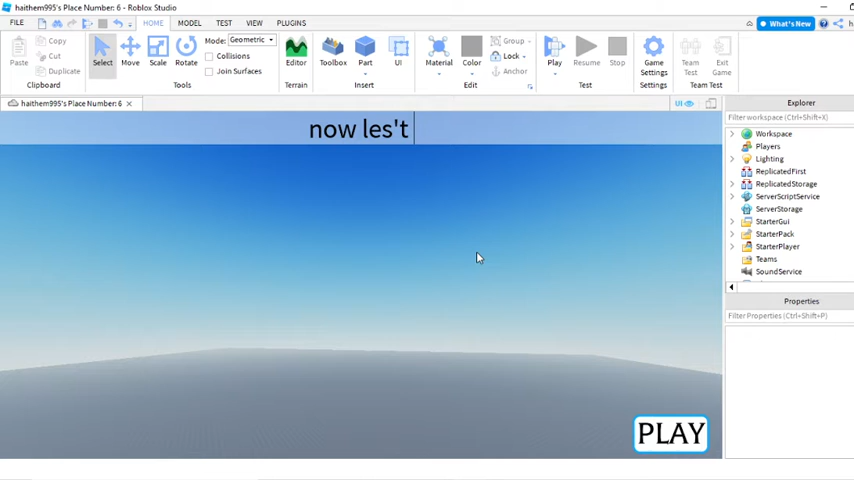 haithem995's Place Number: 6 - Roblox Studio
FILE
HOME MODEL TEST VIEW PLUGINS
What's New
Paste
Copy
Cut
Duplicate
Clipboard
Select Move Scale Rotate
Mode: Geometric
Collisions
Join Surfaces
Tools
Editor
Terrain
Toolbox Part UI
Insert
Material Color
Group
Lock
Anchor
Edit
Play Resume Stop
Test
Game Settings
Settings
Team Test
Exit Game
Team Test
haithem995's Place Number: 6
UI
now les't
PLAY
Explorer
Filter workspace (Ctrl+Shift+X)
Workspace
Players
Lighting
ReplicatedFirst
ReplicatedStorage
ServerScriptService
ServerStorage
StarterGui
StarterPack
StarterPlayer
Teams
SoundService
Properties
Filter Properties (Ctrl+Shift+P)